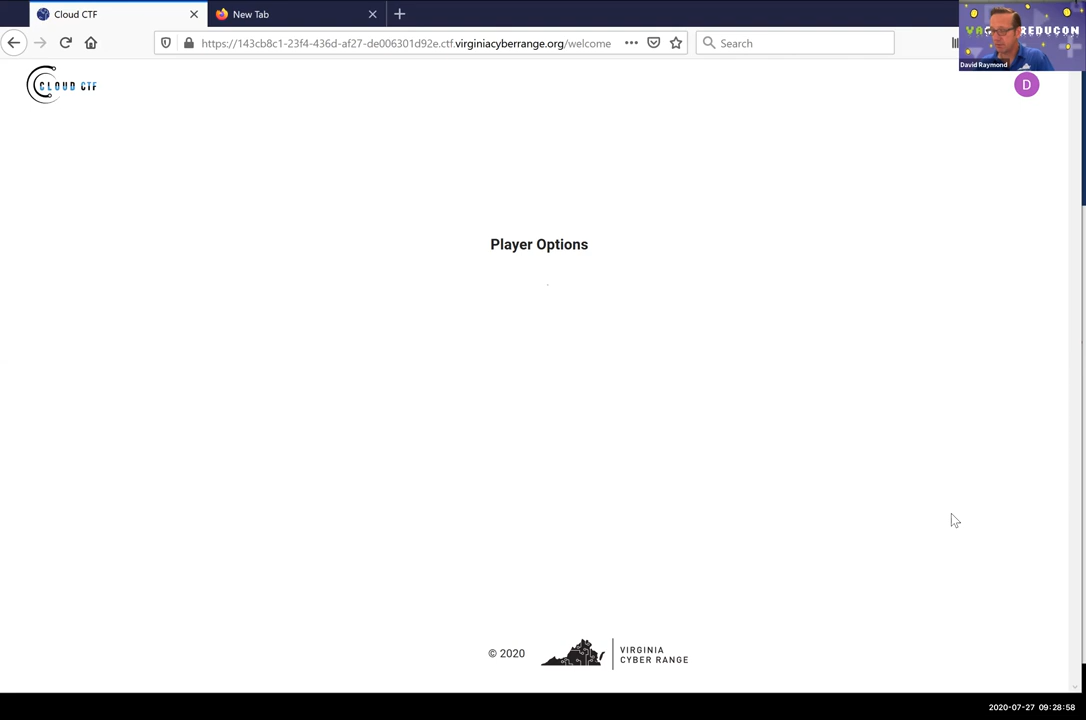 Cloud CTF
New Tab
https://143cb8c1-23f4-436d-af27-de006301d92e.ctf.virginiacyberrange.org/welcome
Search
David Raymond
CLOUD CTF
D
Player Options
© 2020
VIRGINIA
CYBER RANGE
2020-07-27 09:28:58